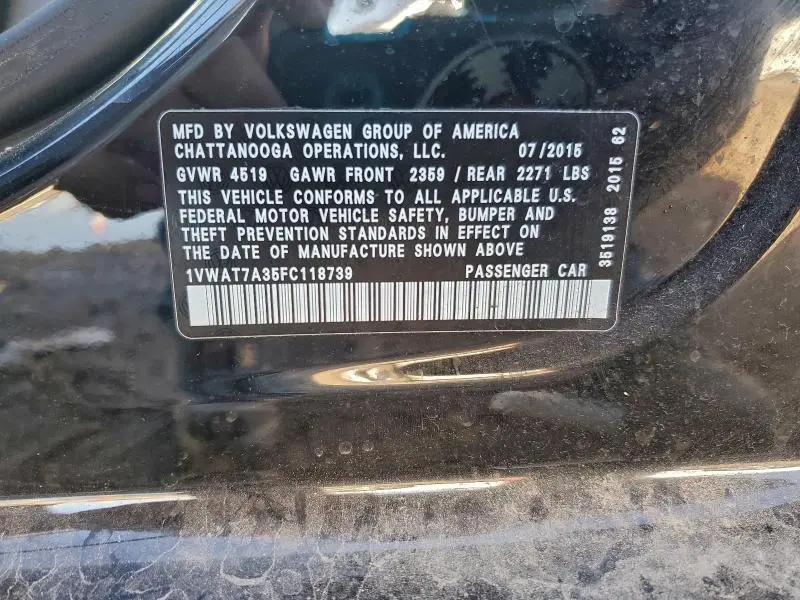 MFD BY VOLKSWAGEN GROUP OF AMERICA
CHATTANOOGA OPERATIONS, LLC. 07/2015
GVWR 4519 GAWR FRONT 2359 / REAR 2271 LBS
THIS VEHICLE CONFORMS TO ALL APPLICABLE U.S.
FEDERAL MOTOR VEHICLE SAFETY, BUMPER AND
THEFT PREVENTION STANDARDS IN EFFECT ON
THE DATE OF MANUFACTURE SHOWN ABOVE
1VWAT7A35FC118739 PASSENGER CAR
3519138 2015 62